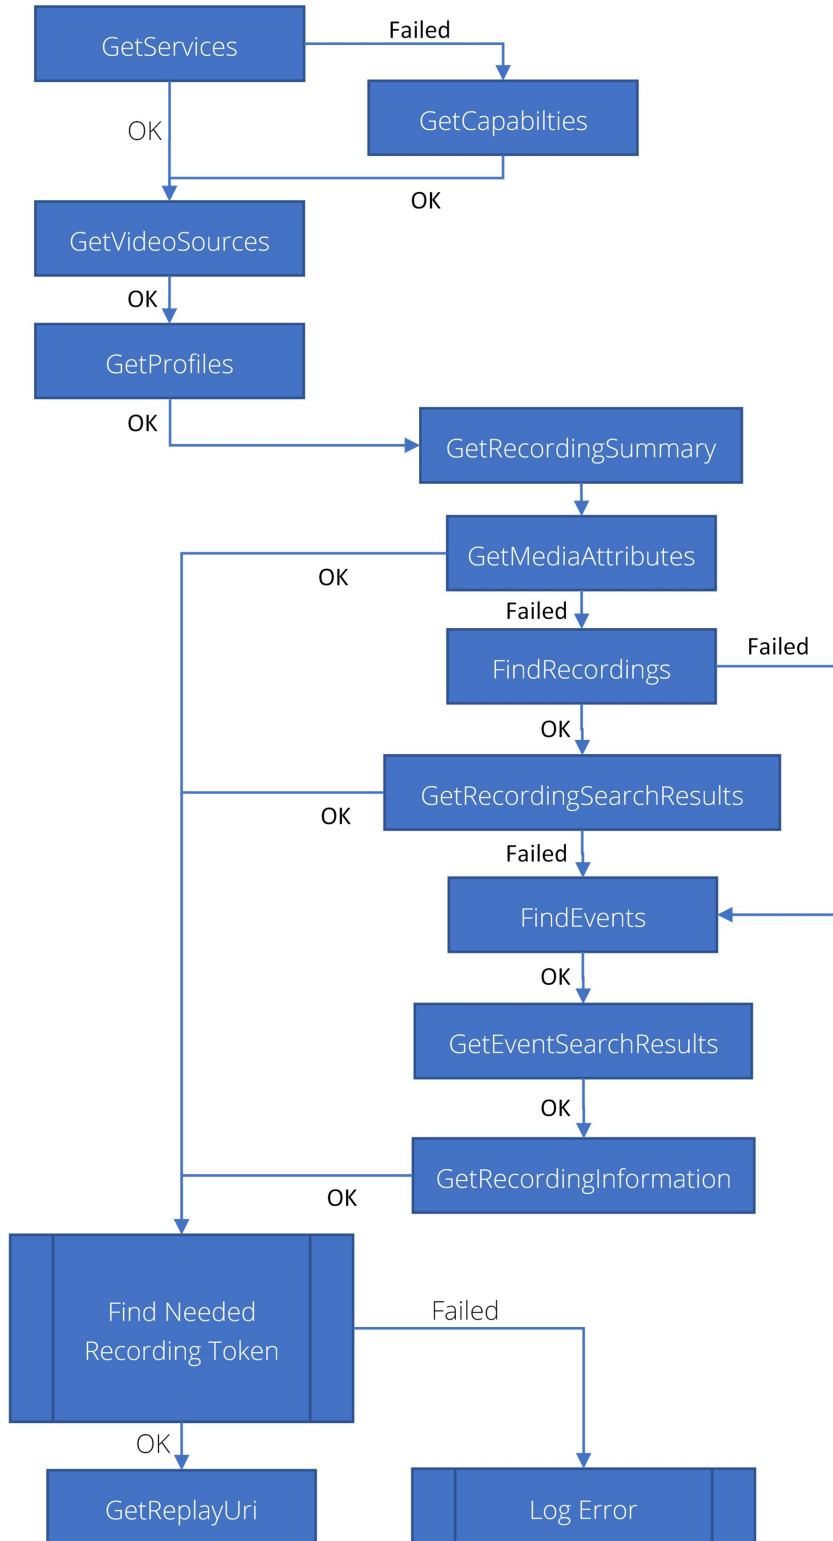 GetServices
Failed
GetCapabilties
OK
OK
GetVideoSources
OK
GetProfiles
OK
GetRecordingSummary
GetMediaAttributes
OK
Failed
FindRecordings
Failed
OK
GetRecordingSearchResults
OK
Failed
FindEvents
OK
GetEventSearchResults
OK
GetRecordingInformation
OK
Find Needed
Recording Token
Failed
OK
GetReplayUri
Log Error